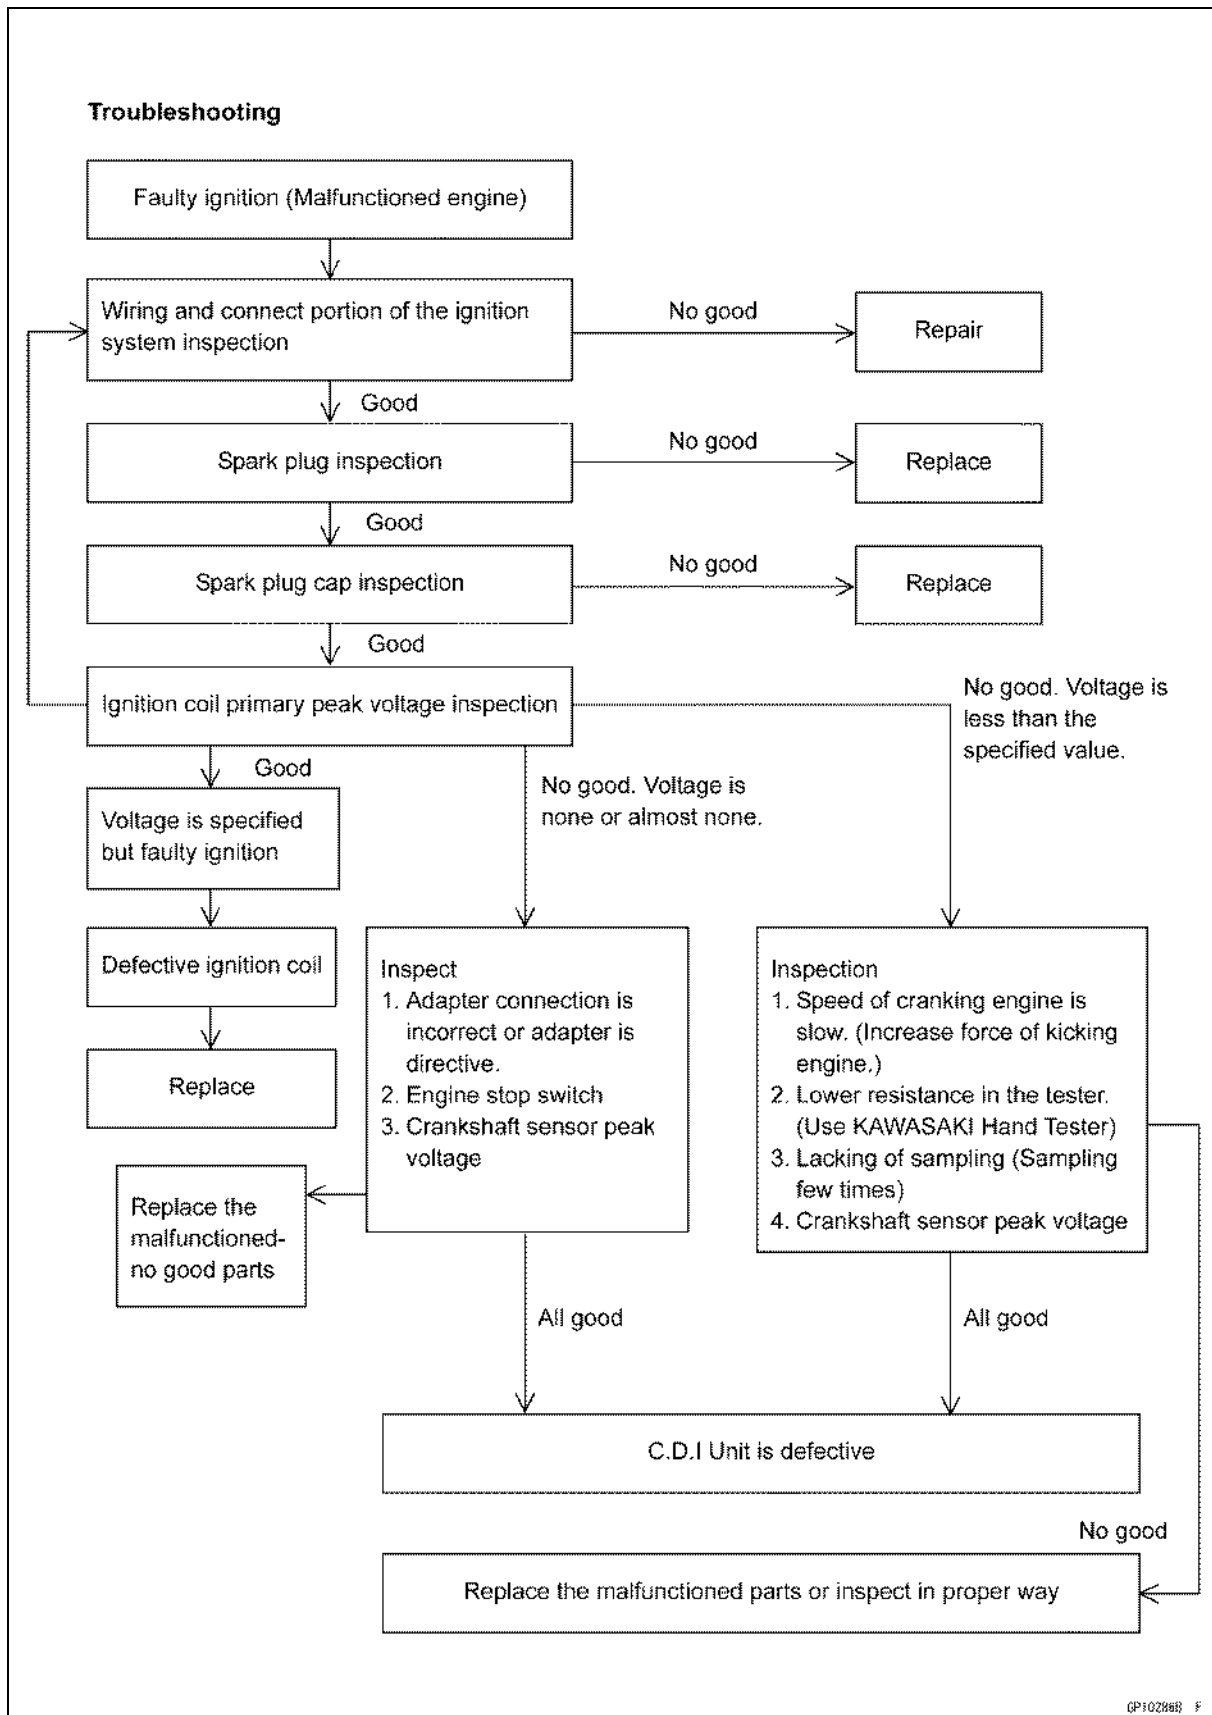 Troubleshooting
Faulty ignition (Malfunctioned engine)
Wiring and connect portion of the ignition
system inspection
No good
Repair
Good
Spark plug inspection
No good
Replace
Good
Spark plug cap inspection
No good
Replace
Good
Ignition coil primary peak voltage inspection
No good. Voltage is
less than the
specified value.
Good
No good. Voltage is
none or almost none.
Voltage is specified
but faulty ignition
Defective ignition coil
Replace
Inspect
1. Adapter connection is
incorrect or adapter is
directive.
2. Engine stop switch
3. Crankshaft sensor peak
voltage
Inspection
1. Speed of cranking engine is
slow. (Increase force of kicking
engine.)
2. Lower resistance in the tester.
(Use KAWASAKI Hand Tester)
3. Lacking of sampling (Sampling
few times)
4. Crankshaft sensor peak voltage
Replace the
malfunctioned-
no good parts
All good
All good
C.D.I Unit is defective
No good
Replace the malfunctioned parts or inspect in proper way
GP10286B F